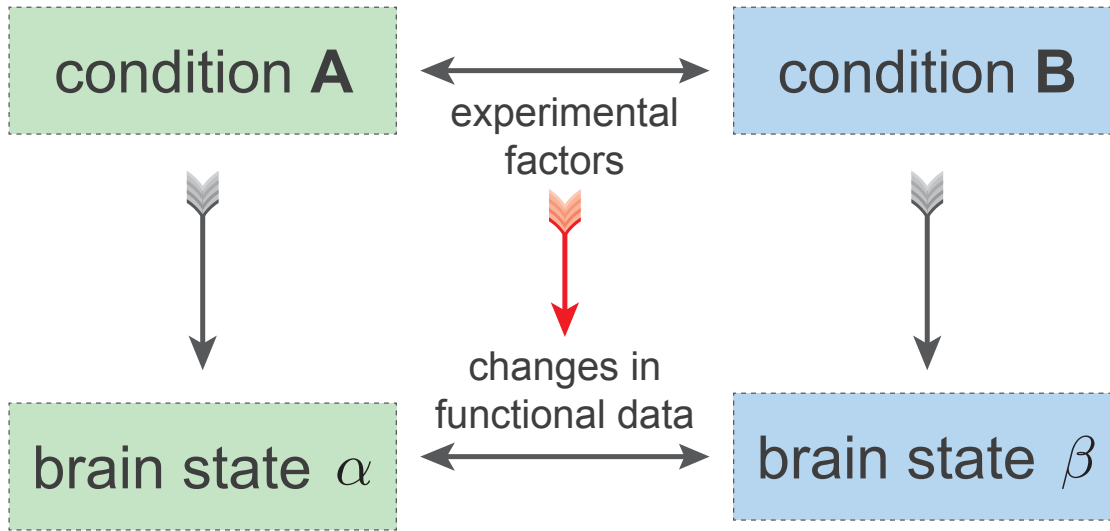 condition A
condition B
experimental
factors
changes in
functional data
brain state α
brain state β